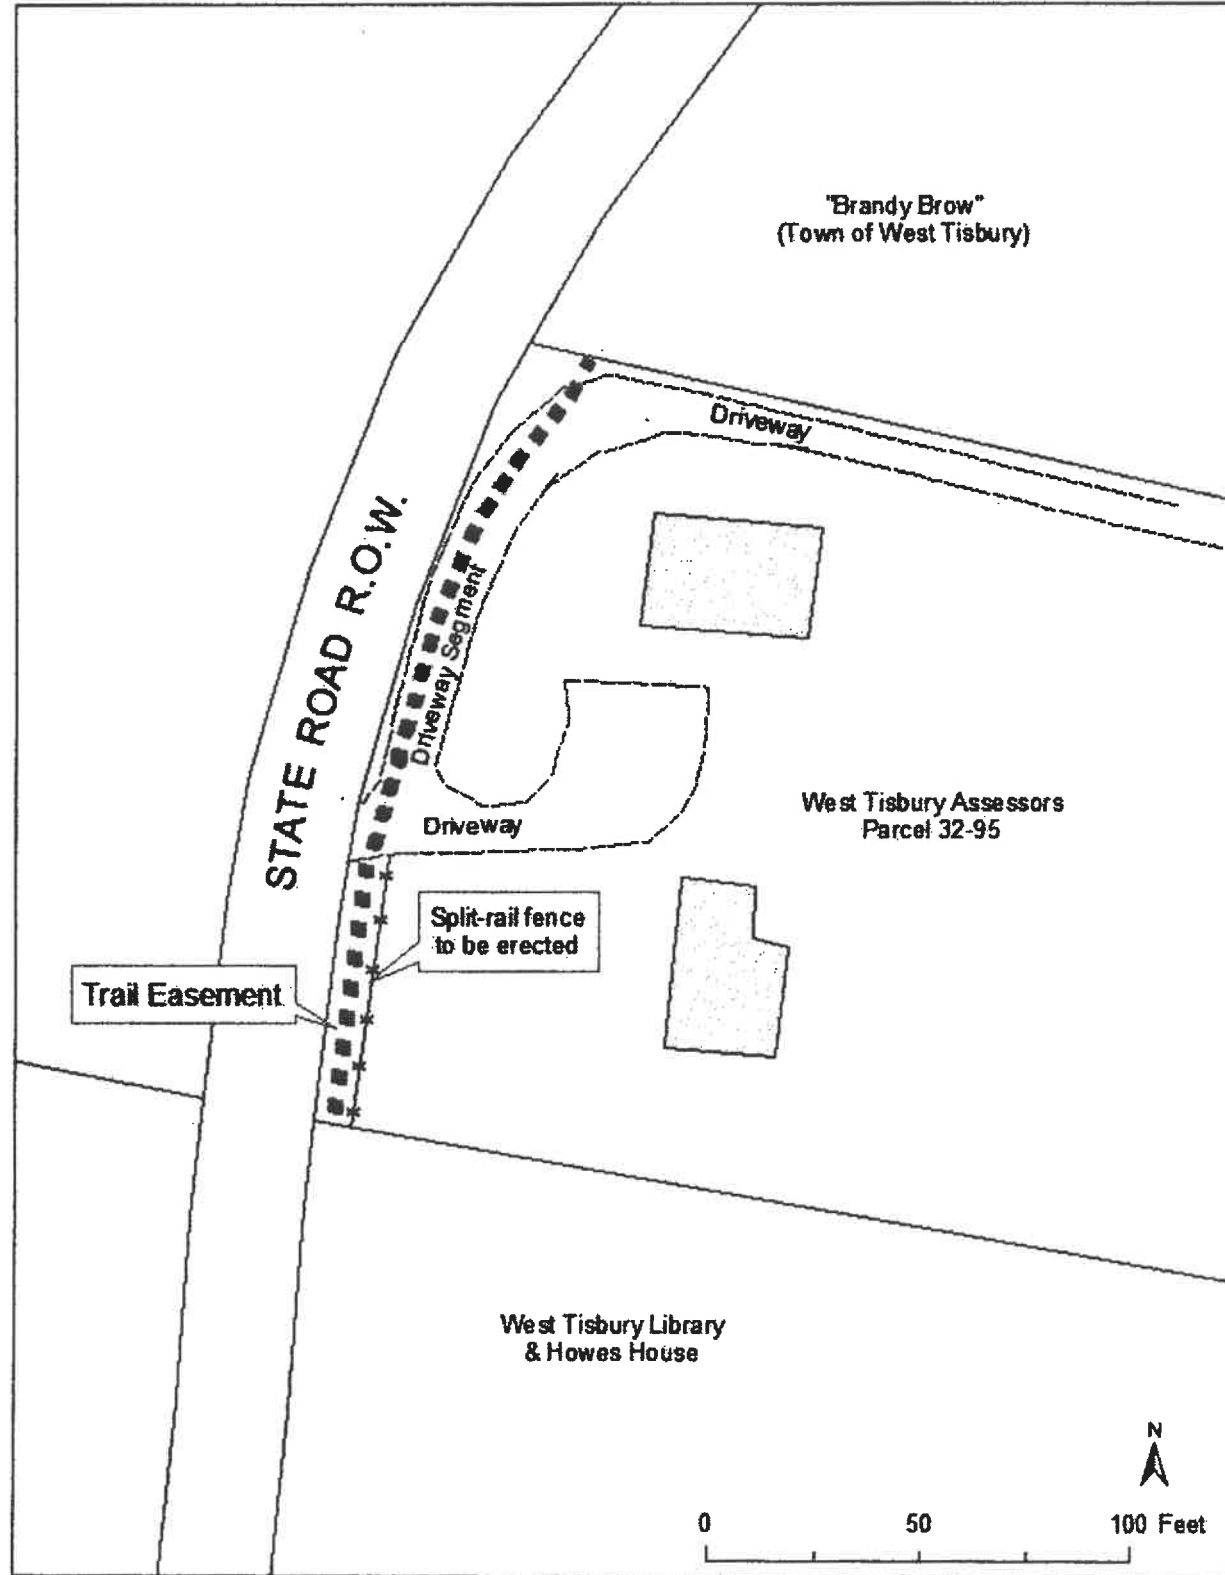 "Brandy Brow"
(Town of West Tisbury)
Driveway
STATE ROAD R.O.W.
Driveway Segment
West Tisbury Assessors
Parcel 32-95
Driveway
Split-rail fence
to be erected
Trail Easement
West Tisbury Library
& Howes House
N
0 50 100 Feet